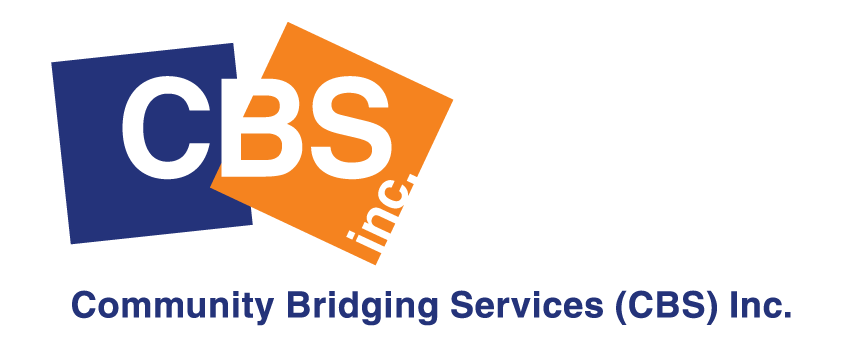 CBS
inc.
Community Bridging Services (CBS) Inc.